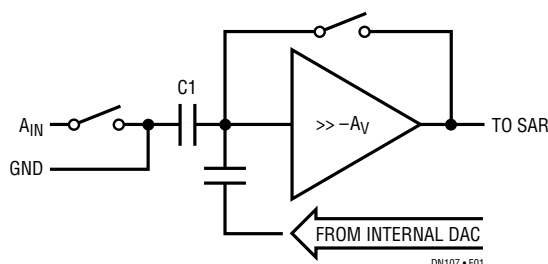 C1
A_IN
>> –A_V
TO SAR
GND
FROM INTERNAL DAC
DN107 • F01